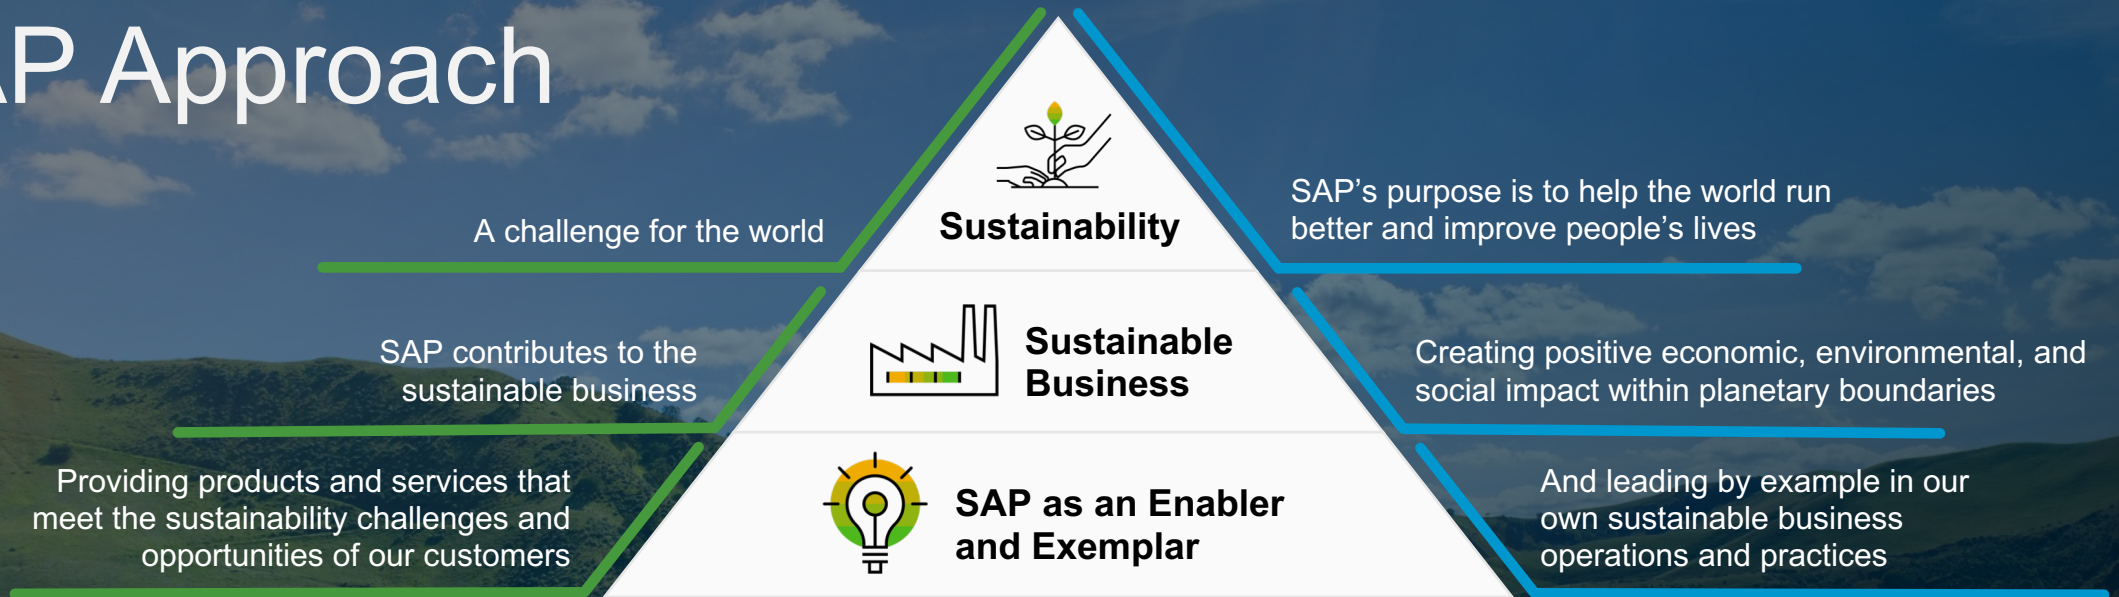 AP Approach
A challenge for the world
Sustainability
SAP’s purpose is to help the world run
better and improve people’s lives
SAP contributes to the
sustainable business
Sustainable
Business
Creating positive economic, environmental, and
social impact within planetary boundaries
Providing products and services that
meet the sustainability challenges and
opportunities of our customers
SAP as an Enabler
and Exemplar
And leading by example in our
own sustainable business
operations and practices